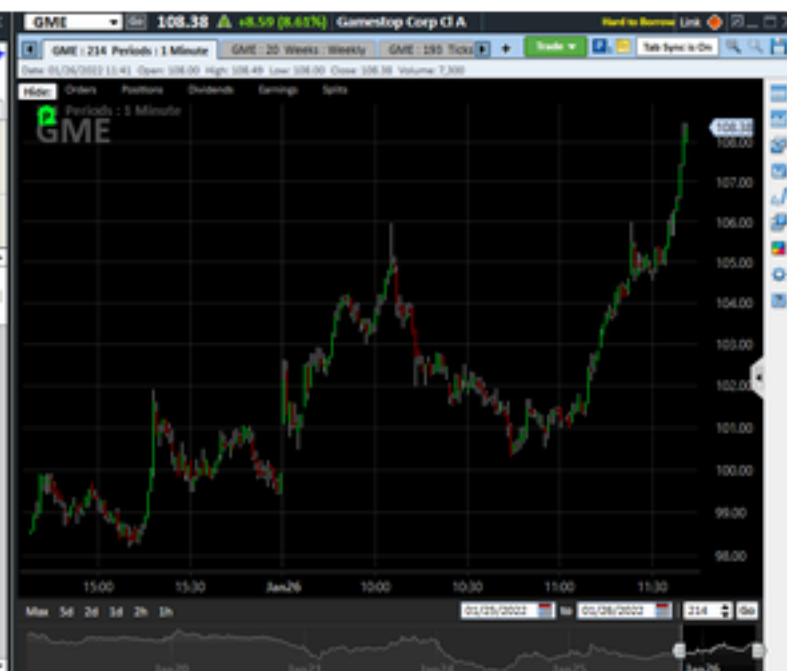 GME Go 108.38 +8.59 (8.61%) Gamestop Corp Cl A Hard to Borrow Link
GME : 214 Periods : 1 Minute GME : 20 Weeks : Weekly GME : 193 Ticks + Trade Tab Sync is On
Date: 01/26/2022 11:41 Open: 108.00 High: 108.49 Low: 108.00 Close: 108.38 Volume: 7,300
Hide: Orders Positions Dividends Earnings Splits
Periods : 1 Minute
GME
108.38
108.00
107.00
106.00
105.00
104.00
103.00
102.00
101.00
100.00
99.00
98.00
15:00 15:30 Jan26 10:00 10:30 11:00 11:30
Max 5d 2d 1d 2h 1h 01/25/2022 to 01/26/2022 214 Go
Jan20 Jan21 Jan24 Jan25 Jan26